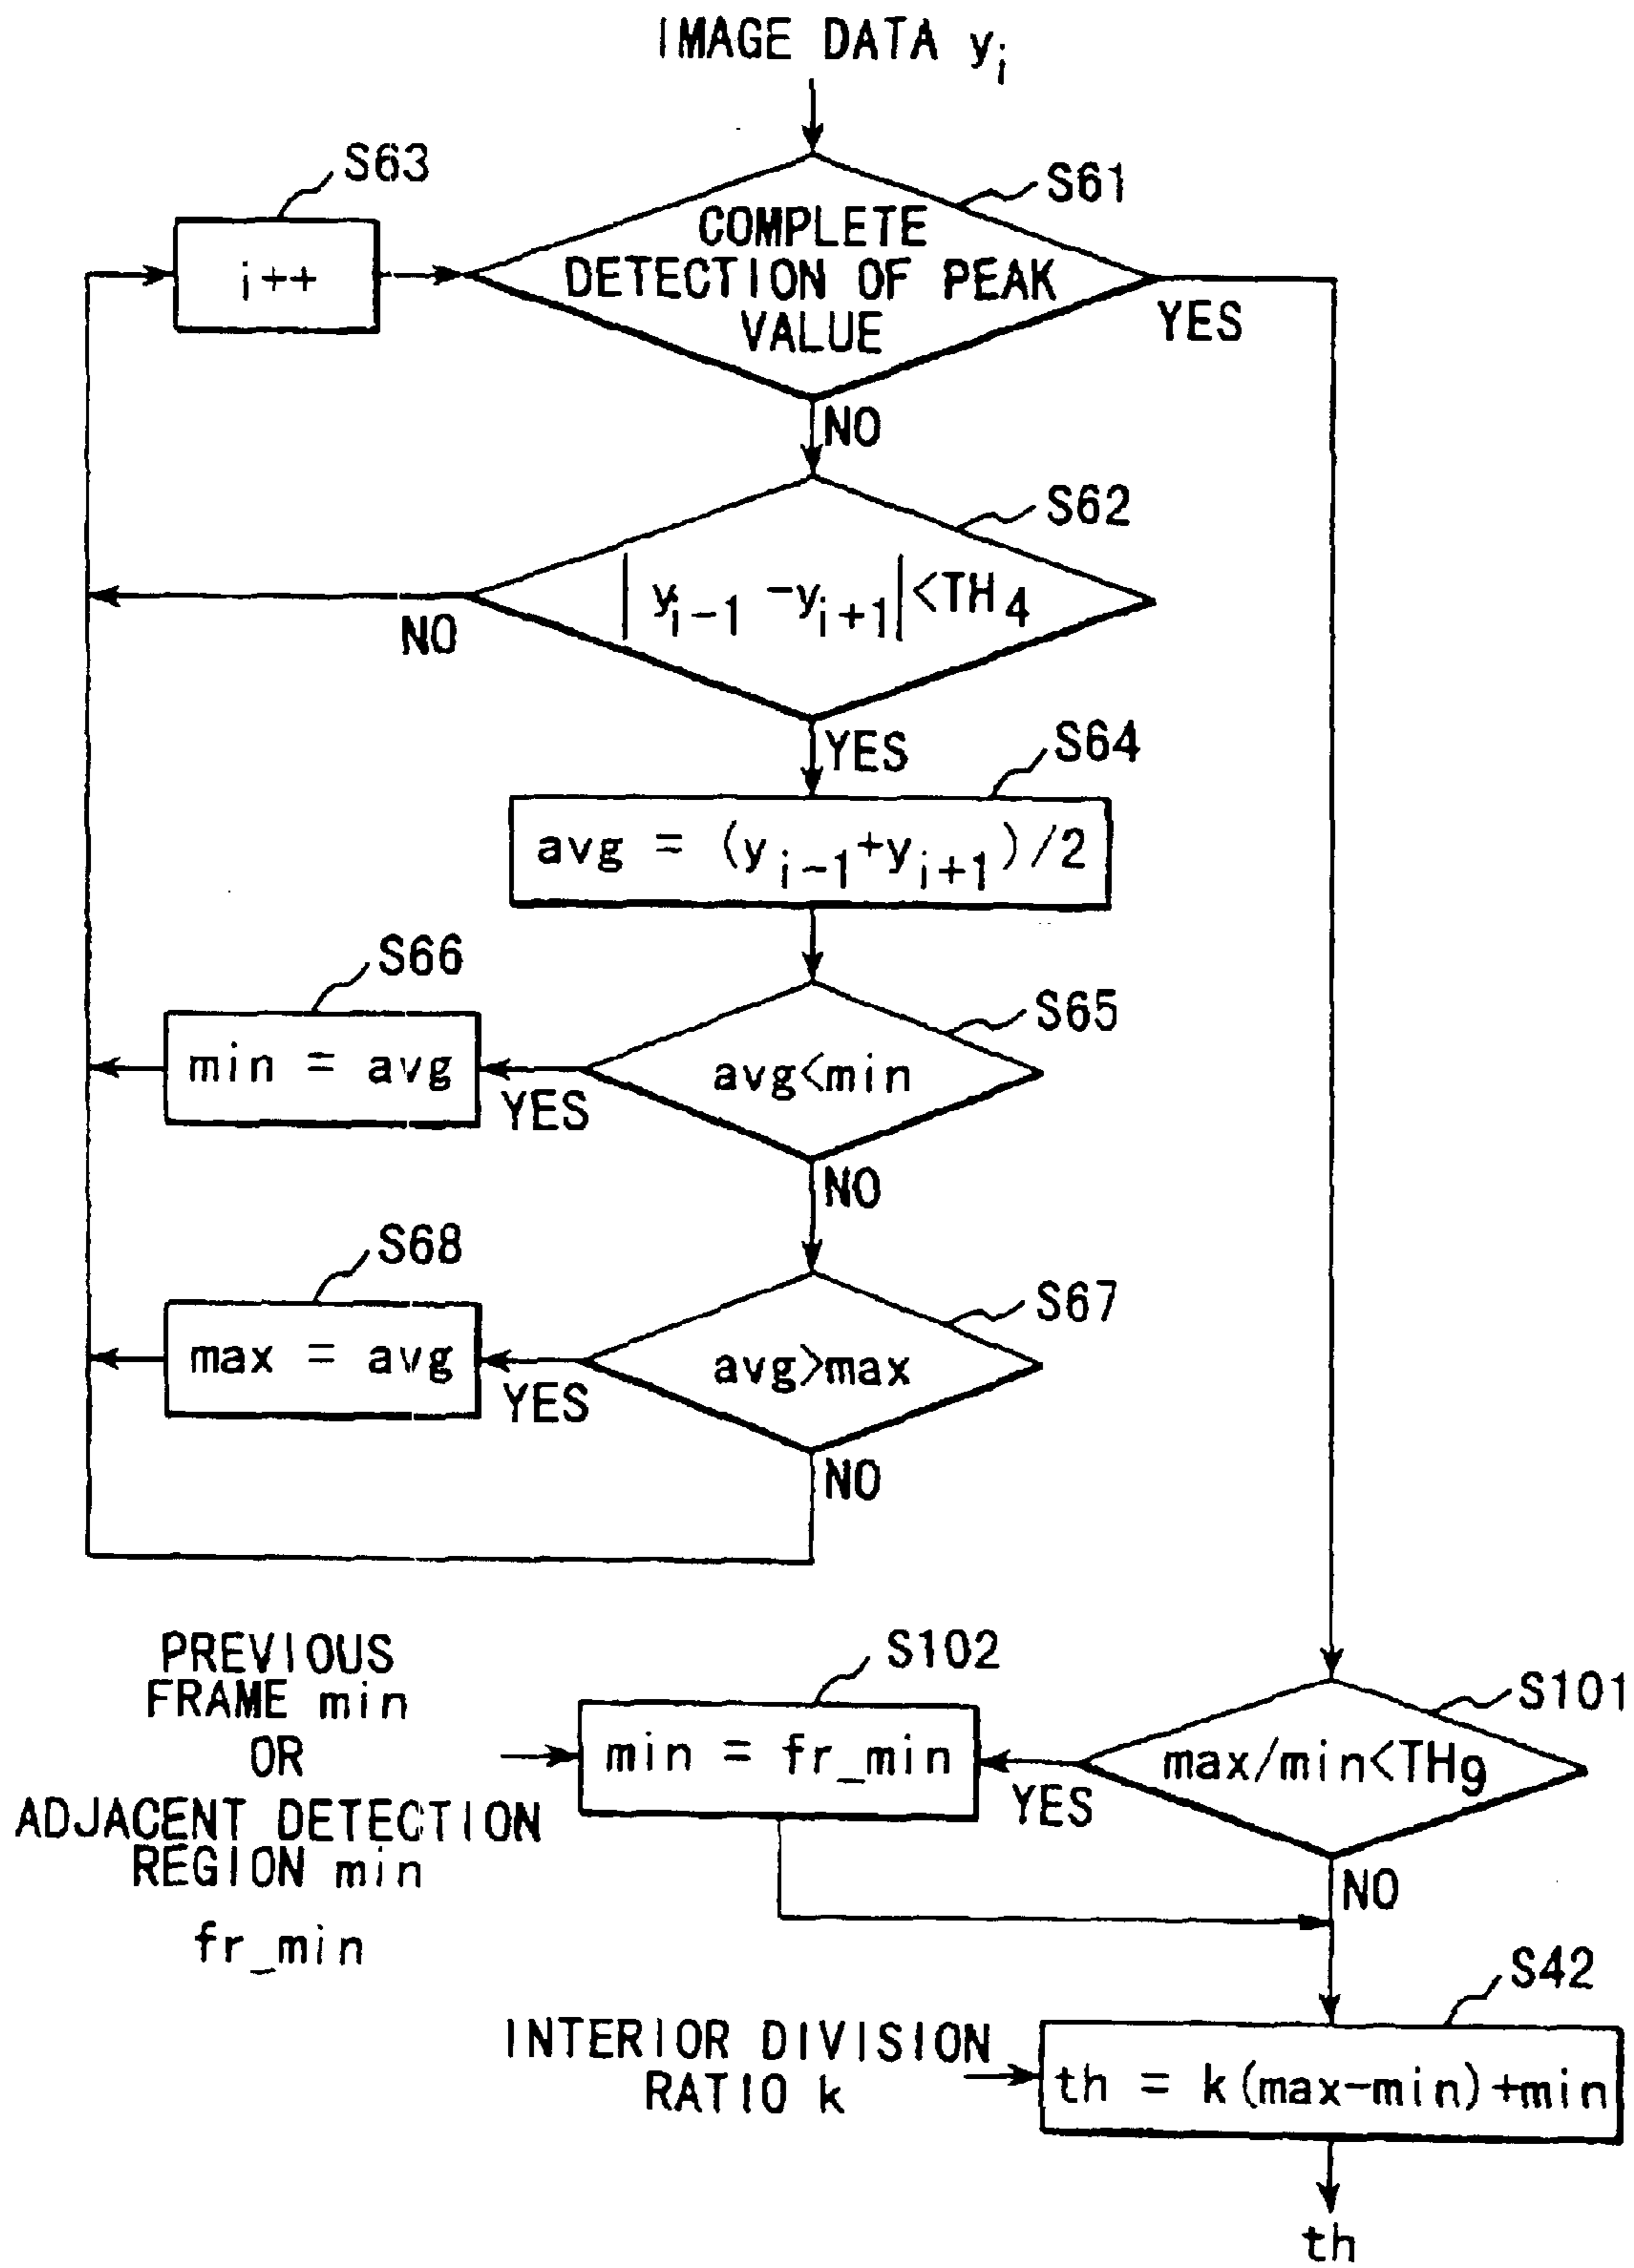 IMAGE DATA yi
S63
S61
i++
COMPLETE
DETECTION OF PEAK
VALUE
YES
NO
S62
| yi-1 -yi+1|<TH4
NO
YES
S64
avg = (yi-1+yi+1)/2
S66
S65
min = avg
avg<min
YES
NO
S68
S67
max = avg
avg>max
YES
NO
PREVIOUS
FRAME min
OR
ADJACENT DETECTION
REGION min
fr_min
S102
S101
min = fr_min
max/min<TH9
YES
NO
S42
INTERIOR DIVISION
RATIO k
th = k(max-min)+min
th